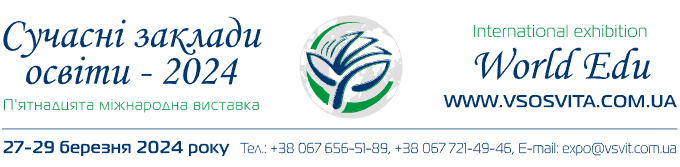 Сучасні заклади
освіти - 2024
П'ятнадцята міжнародна виставка
International exhibition
World Edu
WWW.VSOSVITA.COM.UA
27-29 березня 2024 року Тел.: +38 067 656-51-89, +38 067 721-49-46, E-mail: expo@vsvit.com.ua